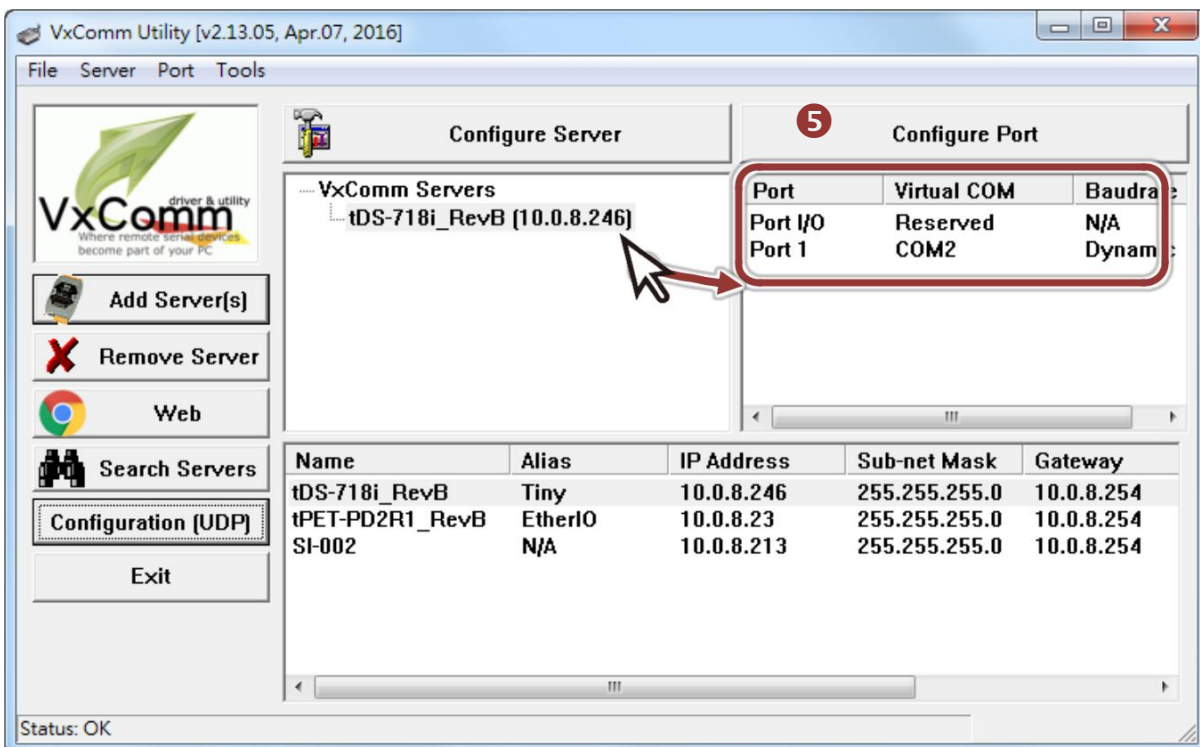 VxComm Utility [v2.13.05, Apr.07, 2016]
File Server Port Tools
VxComm
driver & utility
Where remote serial devices
become part of your PC
Add Server(s)
Remove Server
Web
Search Servers
Configuration (UDP)
Exit
Configure Server
VxComm Servers
tDS-718i_RevB (10.0.8.246)
5
Configure Port
Port Virtual COM Baudrate
Port I/O Reserved N/A
Port 1 COM2 Dynamic
Name Alias IP Address Sub-net Mask Gateway
tDS-718i_RevB Tiny 10.0.8.246 255.255.255.0 10.0.8.254
tPET-PD2R1_RevB EtherIO 10.0.8.23 255.255.255.0 10.0.8.254
SI-002 N/A 10.0.8.213 255.255.255.0 10.0.8.254
Status: OK